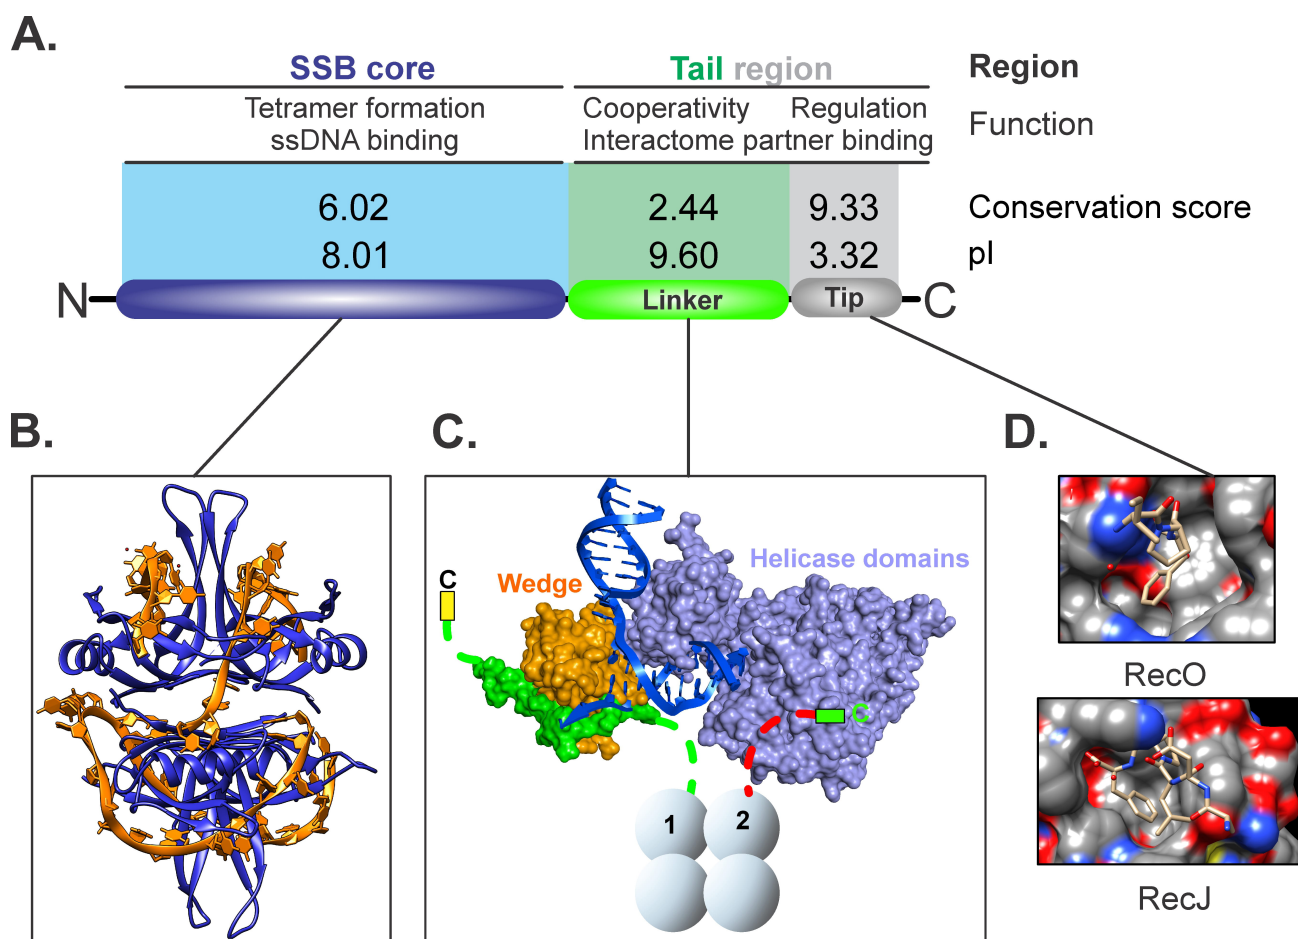 A.
SSB core
Tail region
Region
Tetramer formation
ssDNA binding
Cooperativity Regulation
Interactome partner binding
Function
6.02 2.44 9.33 Conservation score
8.01 9.60 3.32 pI
N Linker Tip C
B.
C.
D.
C
Wedge
Helicase domains
C
1 2
RecO
RecJ